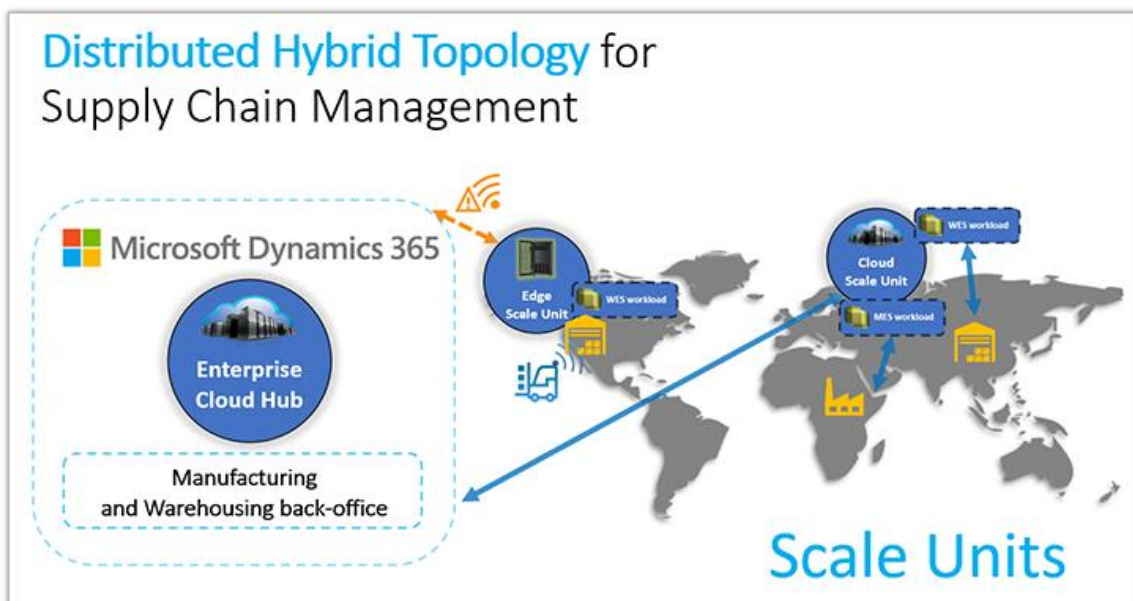 Distributed Hybrid Topology for
Supply Chain Management
Microsoft Dynamics 365
Enterprise
Cloud Hub
Manufacturing
and Warehousing back-office
Edge
Scale Unit
WES workload
Cloud
Scale Unit
WES workload
MES workload
Scale Units